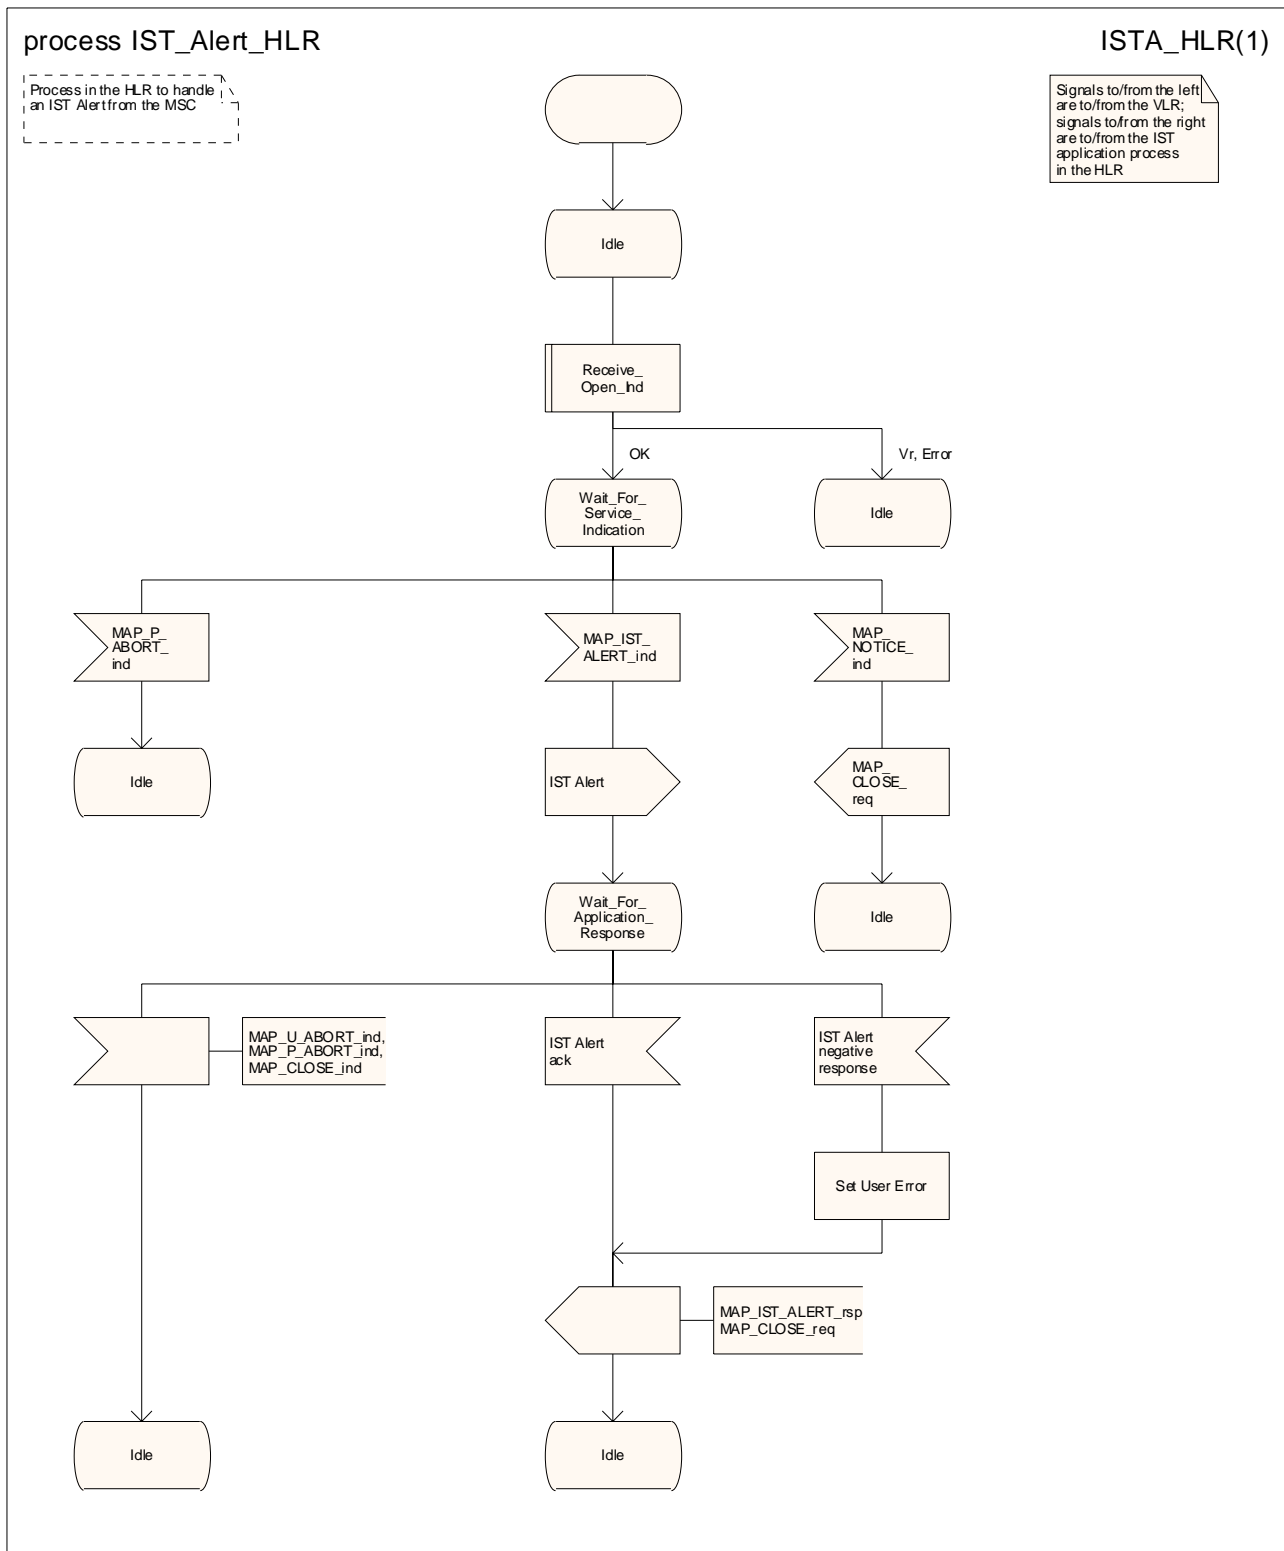 process IST_Alert_HLR
ISTA_HLR(1)
Process in the HLR to handle
an IST Alert from the MSC
Signals to/from the left
are to/from the VLR;
signals to/from the right
are to/from the IST
application process
in the HLR
Idle
Receive_
Open_Ind
OK
Vr, Error
Wait_For_
Service_
Indication
Idle
MAP_P_
ABORT_
ind
MAP_IST_
ALERT_ind
MAP_
NOTICE_
ind
Idle
IST Alert
MAP_
CLOSE_
req
Wait_For_
Application_
Response
Idle
MAP_U_ABORT_ind,
MAP_P_ABORT_ind,
MAP_CLOSE_ind
IST Alert
ack
IST Alert
negative
response
Set User Error
MAP_IST_ALERT_rsp
MAP_CLOSE_req
Idle
Idle